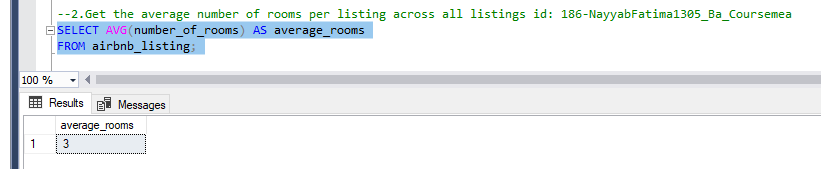 --2.Get the average number of rooms per listing across all listings id: 186-NayyabFatima1305_Ba_Coursemea
SELECT AVG(number_of_rooms) AS average_rooms
FROM airbnb_listing;
100 %
Results Messages
average_rooms
1 3